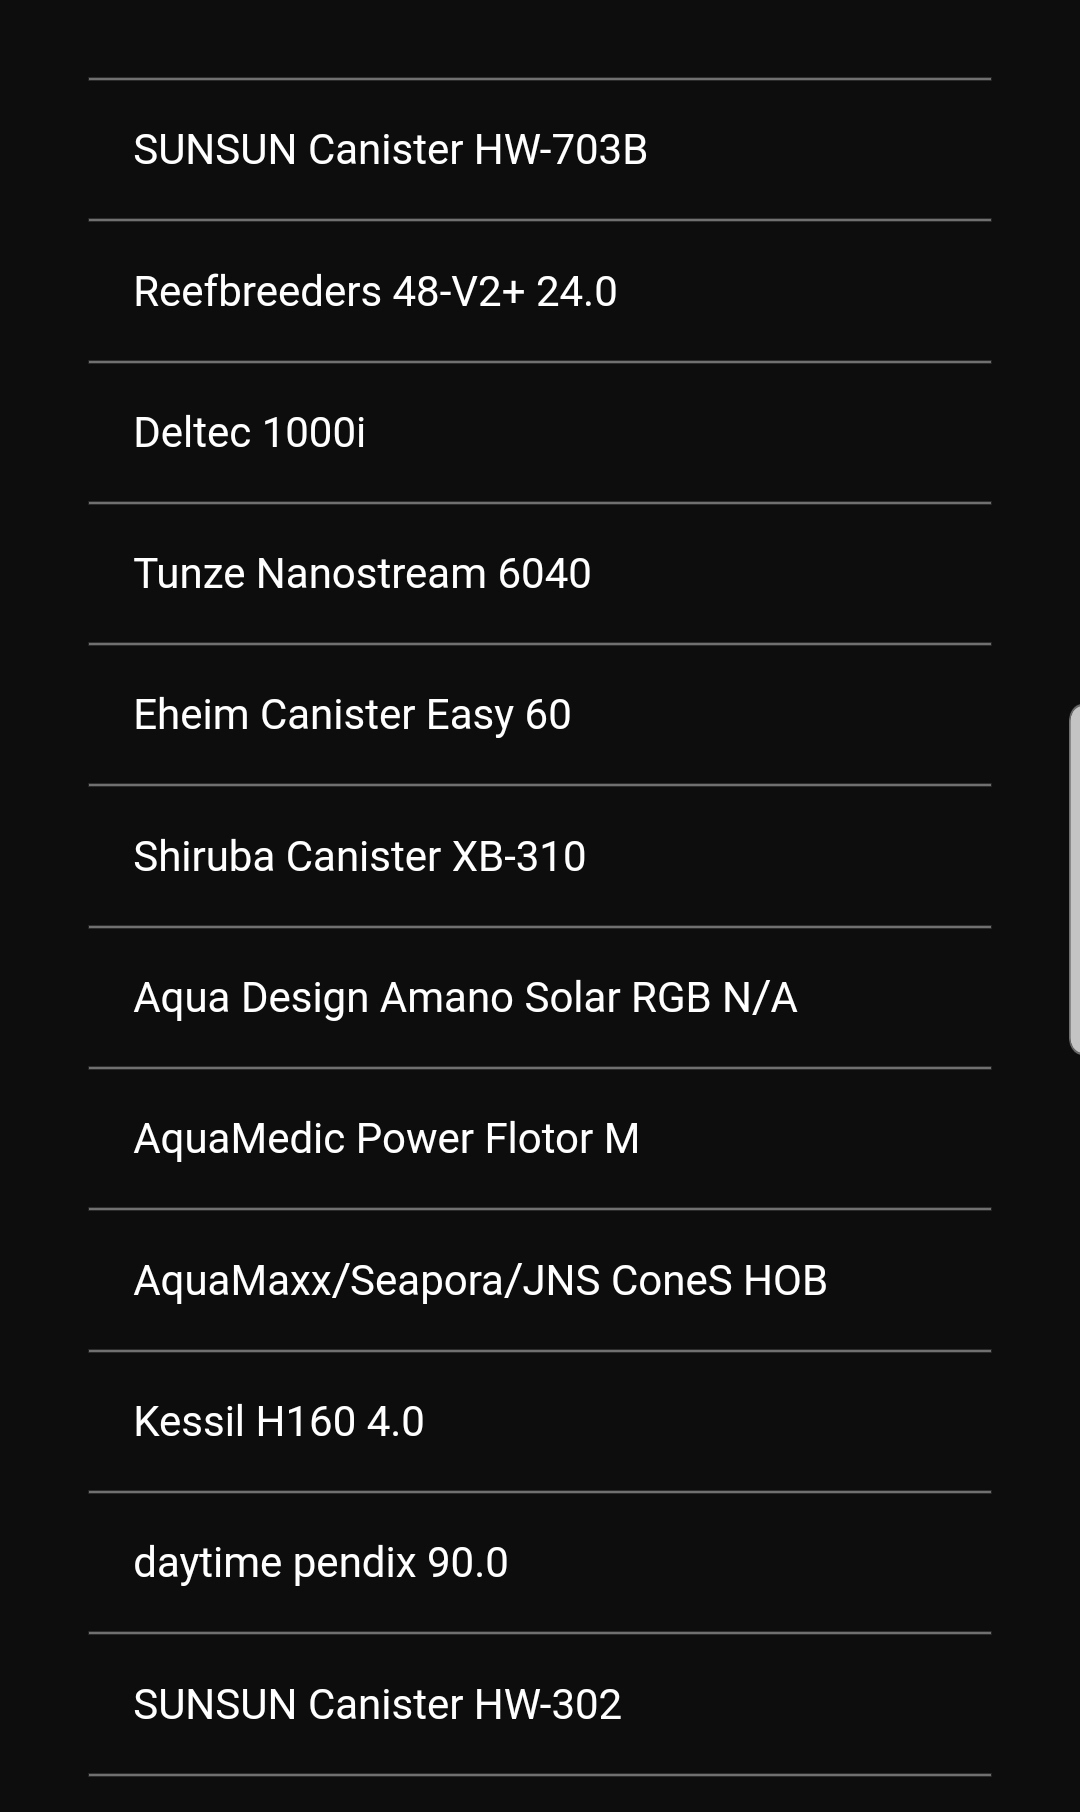 SUNSUN Canister HW-703B
Reefbreeders 48-V2+ 24.0
Deltec 1000i
Tunze Nanostream 6040
Eheim Canister Easy 60
Shiruba Canister XB-310
Aqua Design Amano Solar RGB N/A
AquaMedic Power Flotor M
AquaMaxx/Seapora/JNS ConeS HOB
Kessil H160 4.0
daytime pendix 90.0
SUNSUN Canister HW-302